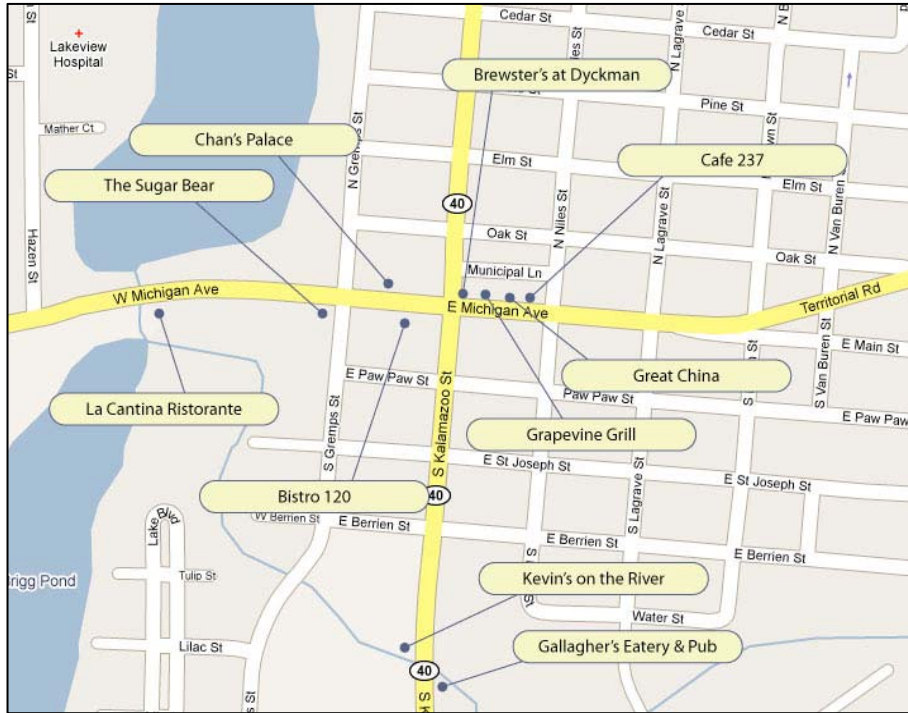 Cedar St
Cedar St
N Lagrave St
Lakeview
Hospital
Brewster's at Dyckman
Pine St
Mather Ct
Chan's Palace
N Gremps St
Elm St
Cafe 237
The Sugar Bear
Elm St
40
N Niles St
N Lagrave St
N Van Buren St
Hazen St
Oak St
Oak St
Municipal Ln
W Michigan Ave
E Michigan Ave
Territorial Rd
E Main St
E Paw Paw St
Great China
S Van Buren St
La Cantina Ristorante
Paw Paw St
E Paw Paw
S Kalamazoo St
Grapevine Grill
S Gremps St
E St Joseph St
E St Joseph St
Bistro 120
40
S Lagrave St
W Berrien St
E Berrien St
Lake Blvd
E Berrien St
E Berrien St
Tulip St
Kevin's on the River
Brigg Pond
Water St
Lilac St
Gallagher's Eatery & Pub
40